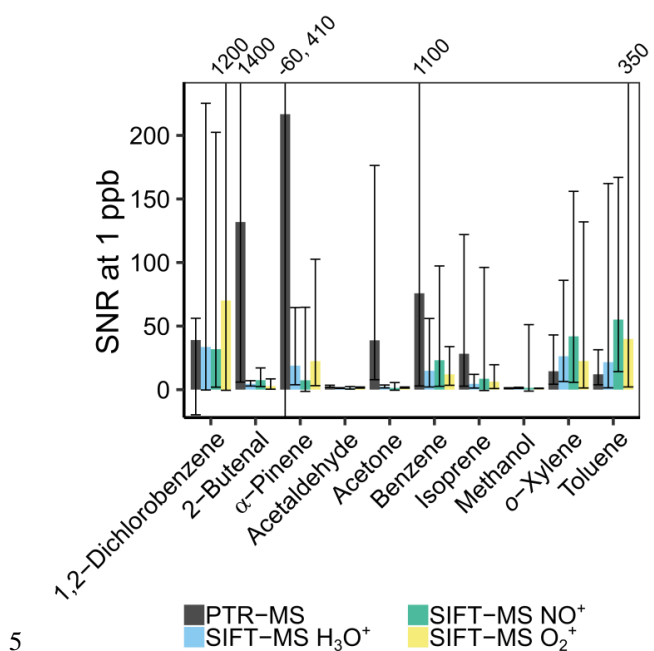 1200
1400
-60, 410
1100
350
SNR at 1 ppb
200
150
100
50
0
1,2−Dichlorobenzene
2−Butenal
α−Pinene
Acetaldehyde
Acetone
Benzene
Isoprene
Methanol
o−Xylene
Toluene
PTR−MS
SIFT−MS NO⁺
SIFT−MS H₃O⁺
SIFT−MS O₂⁺
5